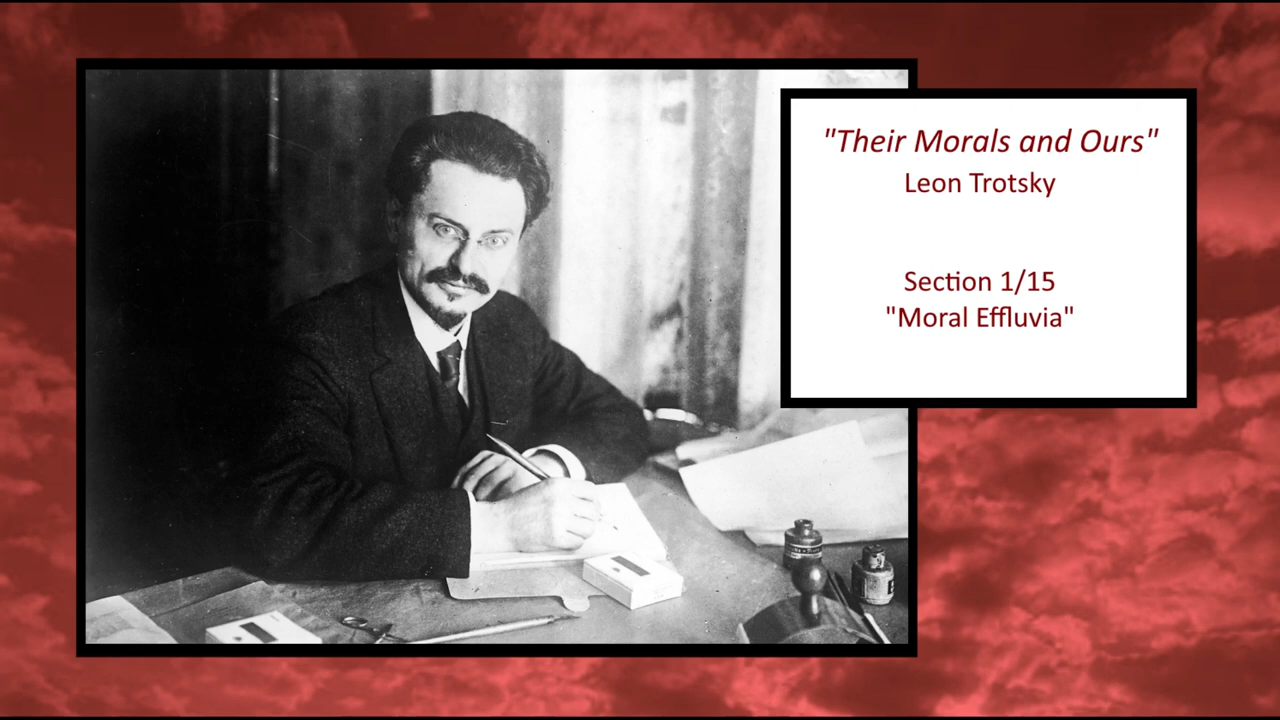 "Their Morals and Ours"
Leon Trotsky
Section 1/15
"Moral Effluvia"